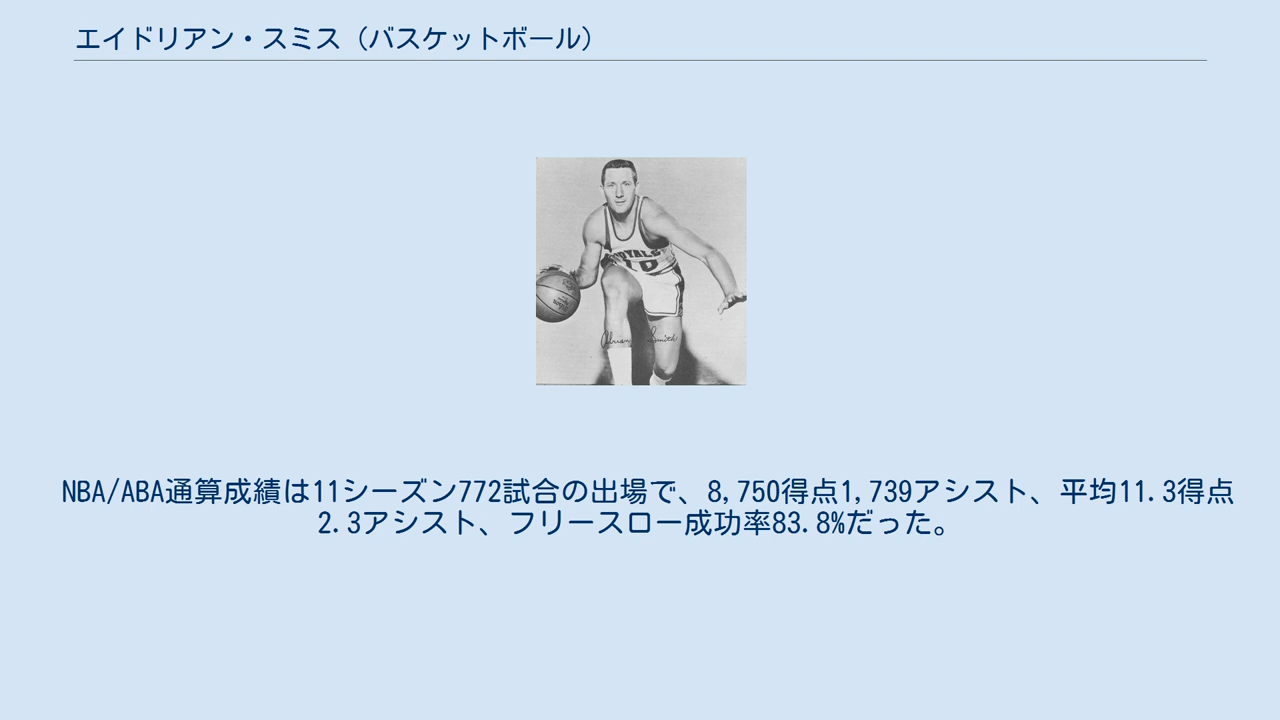 エイドリアン・スミス（バスケットボール）
ROYALS
10
Adrian Smith
NBA/ABA通算成績は11シーズン772試合の出場で、8,750得点1,739アシスト、平均11.3得点
2.3アシスト、フリースロー成功率83.8%だった。